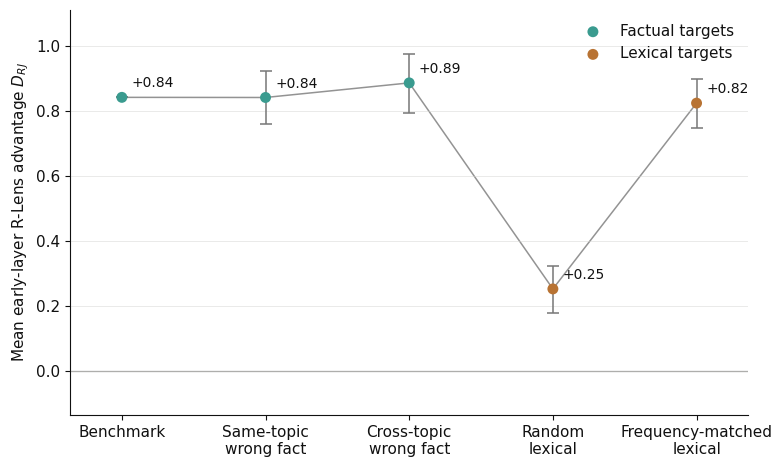 Mean early-layer R-Lens advantage D_RJ
1.0
0.8
0.6
0.4
0.2
0.0
Factual targets
Lexical targets
+0.84
+0.84
+0.89
+0.25
+0.82
Benchmark
Same-topic
wrong fact
Cross-topic
wrong fact
Random
lexical
Frequency-matched
lexical